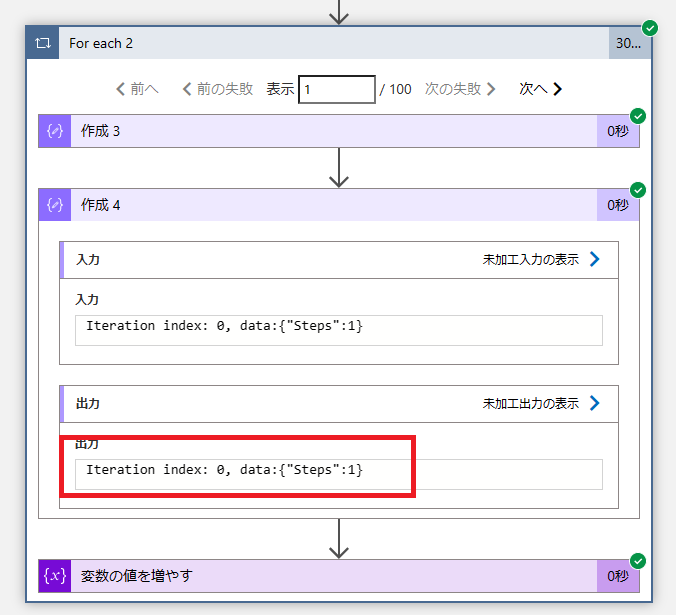 For each 2 30...
前へ 前の失敗 表示 1 / 100 次の失敗 次へ
作成 3 0秒
作成 4 0秒
入力 未加工入力の表示
入力
Iteration index: 0, data:{"Steps":1}
出力 未加工出力の表示
出力
Iteration index: 0, data:{"Steps":1}
{x} 変数の値を増やす 0秒